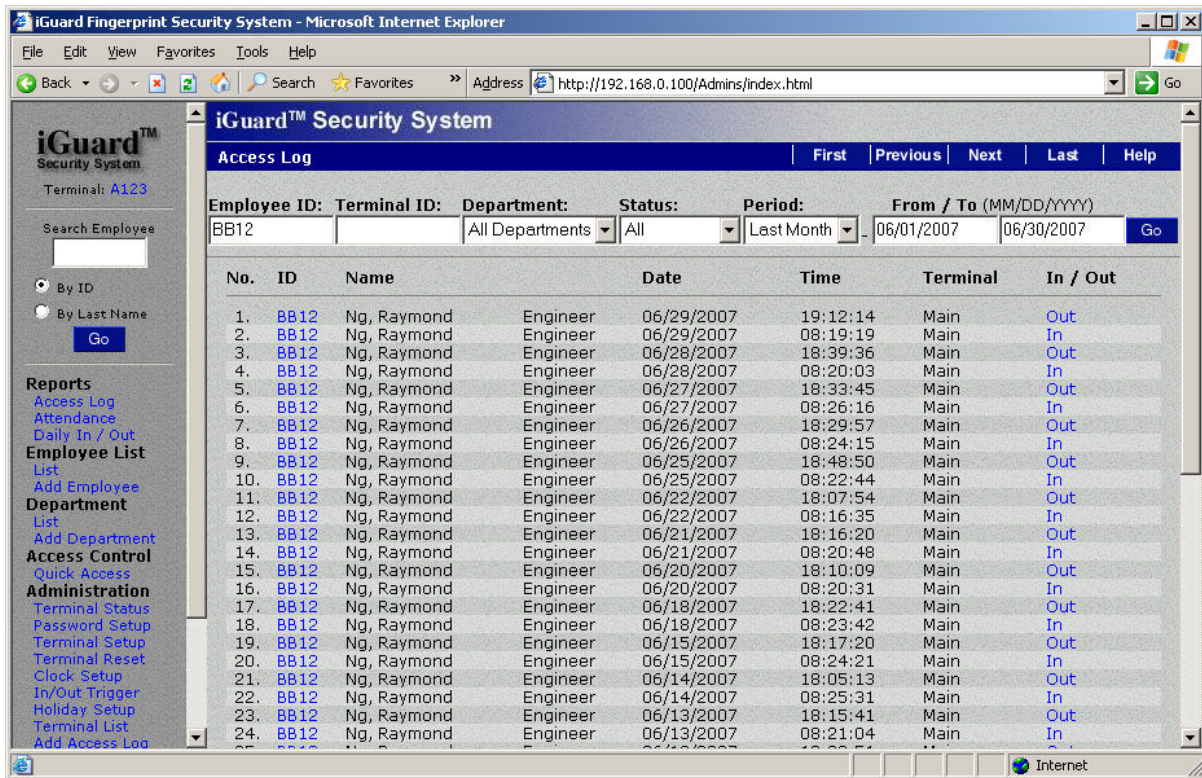 iGuard Fingerprint Security System - Microsoft Internet Explorer
File Edit View Favorites Tools Help
Back Search Favorites » Address http://192.168.0.100/Admins/index.html Go
iGuard™
Security System
Terminal: A123
Search Employee
By ID
By Last Name
Go
Reports
Access Log
Attendance
Daily In / Out
Employee List
List
Add Employee
Department
List
Add Department
Access Control
Quick Access
Administration
Terminal Status
Password Setup
Terminal Setup
Terminal Reset
Clock Setup
In/Out Trigger
Holiday Setup
Terminal List
Add Access Log
iGuard™ Security System
Access Log First Previous Next Last Help
Employee ID: Terminal ID: Department: Status: Period: From / To (MM/DD/YYYY)
BB12 All Departments All Last Month - 06/01/2007 06/30/2007 Go
No. ID Name Date Time Terminal In / Out
1. BB12 Ng, Raymond Engineer 06/29/2007 19:12:14 Main Out
2. BB12 Ng, Raymond Engineer 06/29/2007 08:19:19 Main In
3. BB12 Ng, Raymond Engineer 06/28/2007 18:39:36 Main Out
4. BB12 Ng, Raymond Engineer 06/28/2007 08:20:03 Main In
5. BB12 Ng, Raymond Engineer 06/27/2007 18:33:45 Main Out
6. BB12 Ng, Raymond Engineer 06/27/2007 08:26:16 Main In
7. BB12 Ng, Raymond Engineer 06/26/2007 18:29:57 Main Out
8. BB12 Ng, Raymond Engineer 06/26/2007 08:24:15 Main In
9. BB12 Ng, Raymond Engineer 06/25/2007 18:48:50 Main Out
10. BB12 Ng, Raymond Engineer 06/25/2007 08:22:44 Main In
11. BB12 Ng, Raymond Engineer 06/22/2007 18:07:54 Main Out
12. BB12 Ng, Raymond Engineer 06/22/2007 08:16:35 Main In
13. BB12 Ng, Raymond Engineer 06/21/2007 18:16:20 Main Out
14. BB12 Ng, Raymond Engineer 06/21/2007 08:20:48 Main In
15. BB12 Ng, Raymond Engineer 06/20/2007 18:10:09 Main Out
16. BB12 Ng, Raymond Engineer 06/20/2007 08:20:31 Main In
17. BB12 Ng, Raymond Engineer 06/18/2007 18:22:41 Main Out
18. BB12 Ng, Raymond Engineer 06/18/2007 08:23:42 Main In
19. BB12 Ng, Raymond Engineer 06/15/2007 18:17:20 Main Out
20. BB12 Ng, Raymond Engineer 06/15/2007 08:24:21 Main In
21. BB12 Ng, Raymond Engineer 06/14/2007 18:05:13 Main Out
22. BB12 Ng, Raymond Engineer 06/14/2007 08:25:31 Main In
23. BB12 Ng, Raymond Engineer 06/13/2007 18:15:41 Main Out
24. BB12 Ng, Raymond Engineer 06/13/2007 08:21:04 Main In
Internet